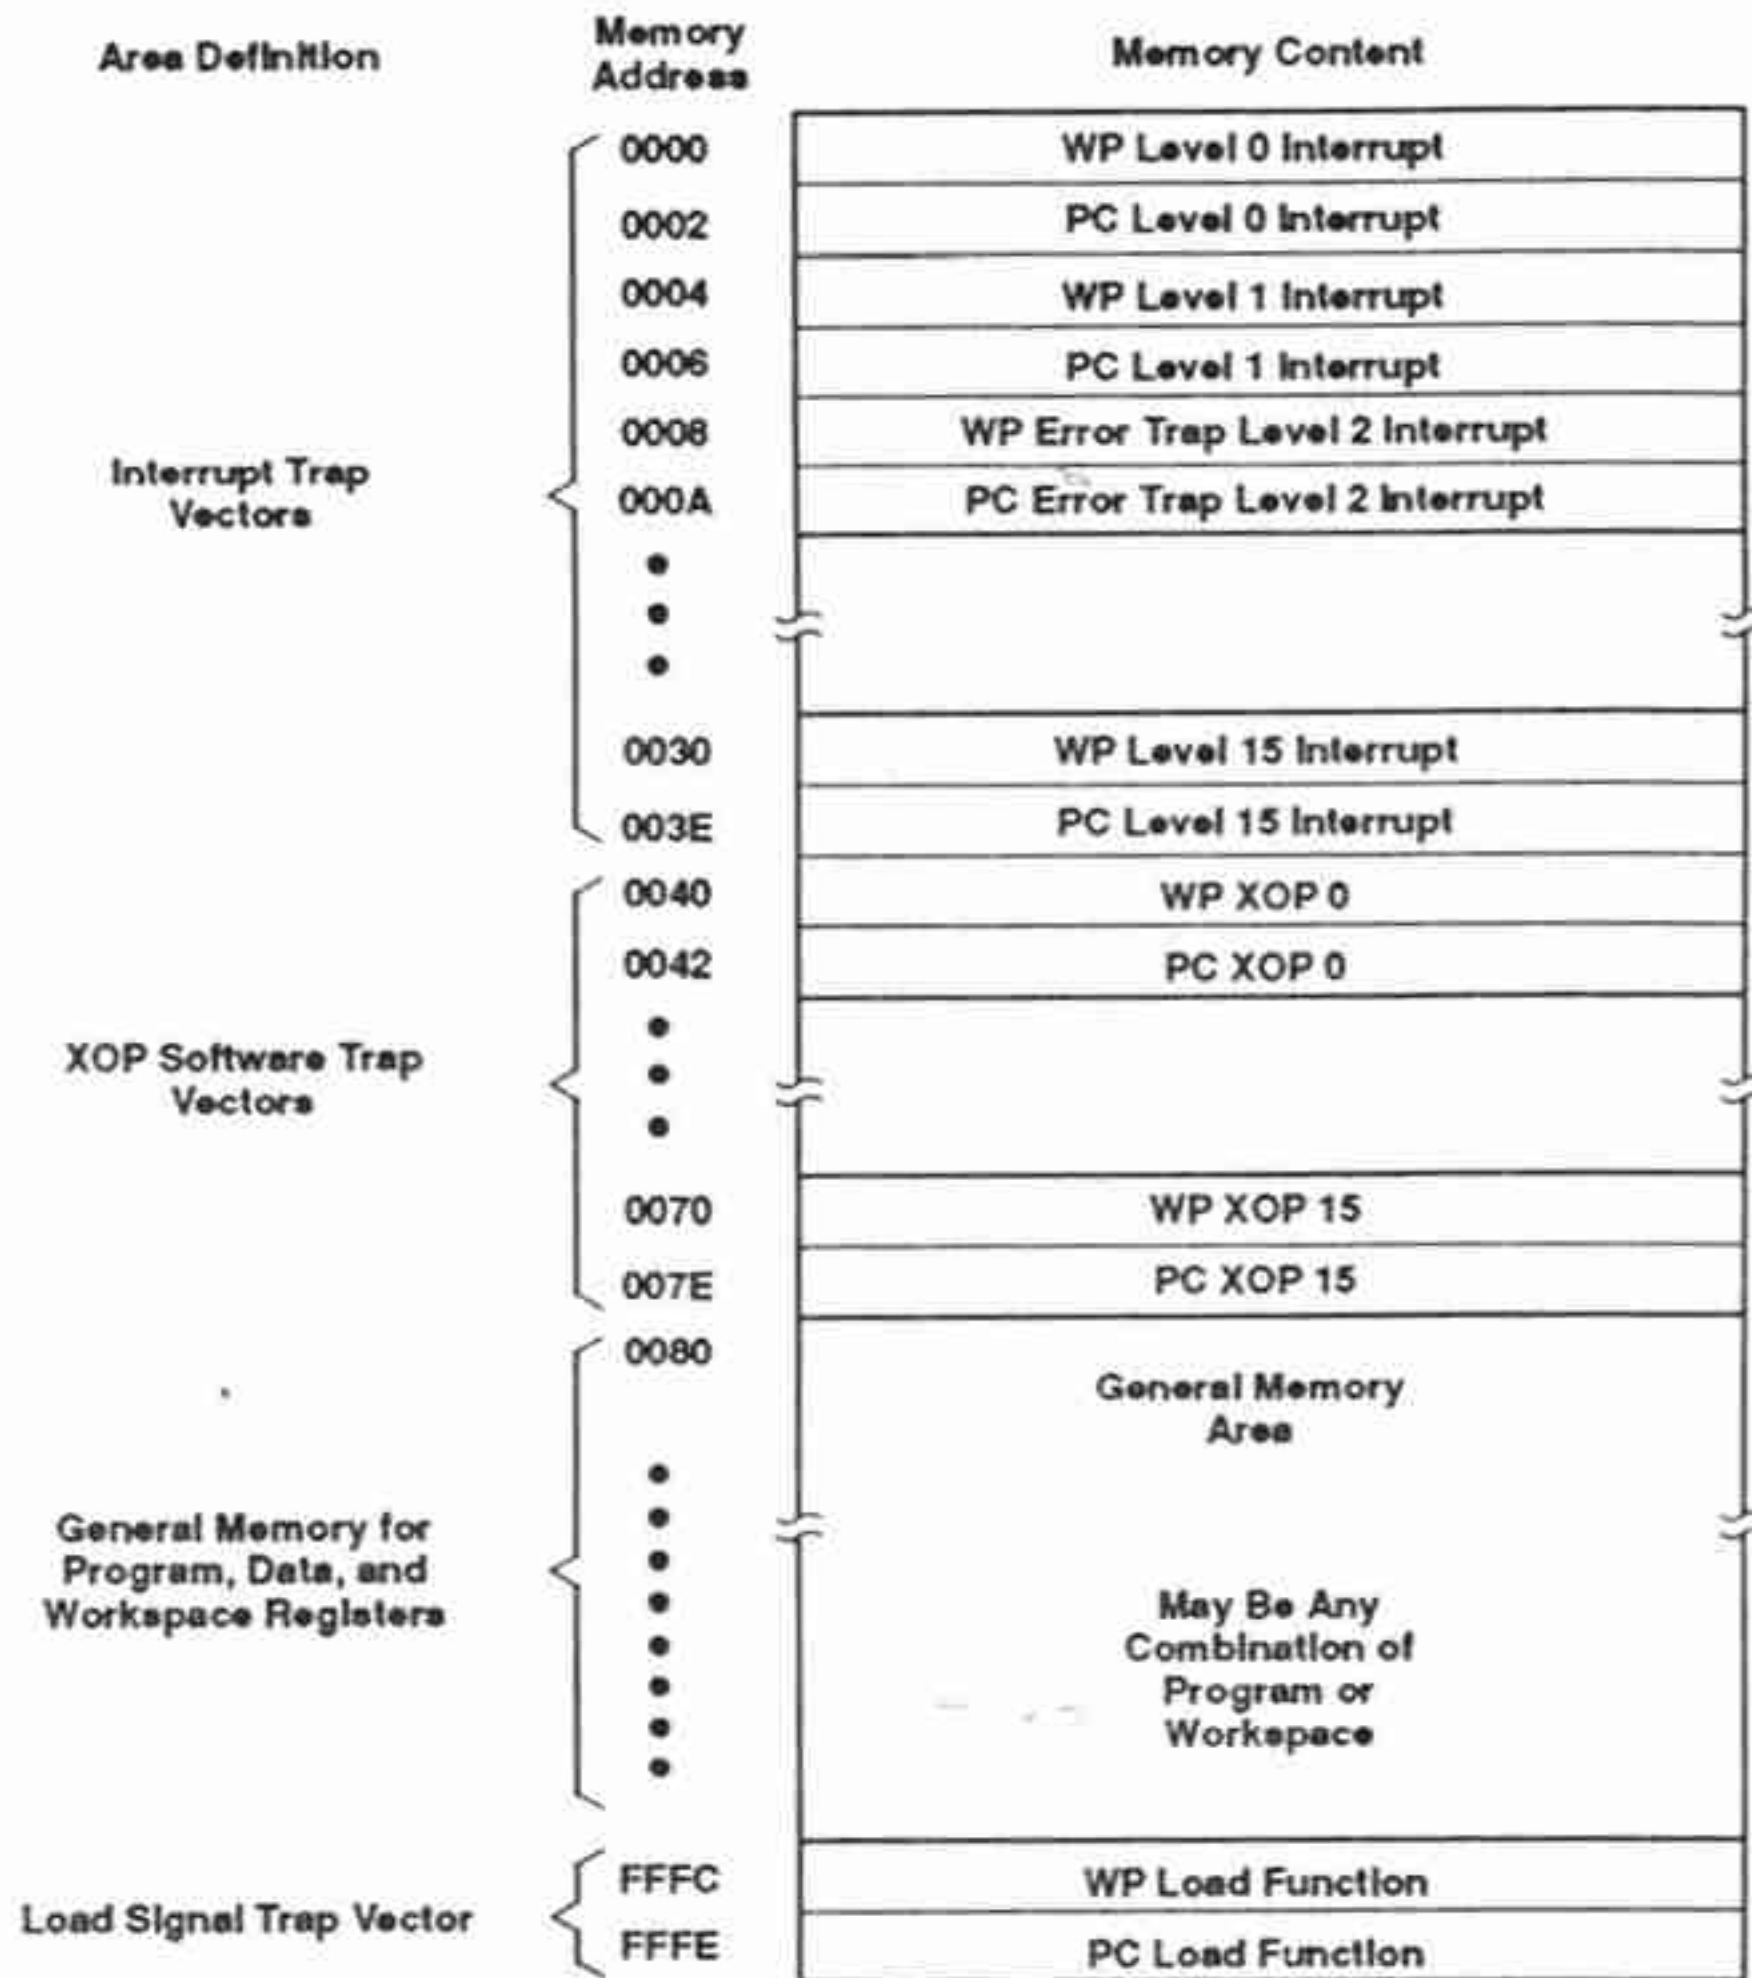 Area Definition
Memory
Address
Memory Content
0000
WP Level 0 Interrupt
0002
PC Level 0 Interrupt
0004
WP Level 1 Interrupt
0006
PC Level 1 Interrupt
0008
WP Error Trap Level 2 Interrupt
Interrupt Trap
Vectors
000A
PC Error Trap Level 2 Interrupt
0030
WP Level 15 Interrupt
003E
PC Level 15 Interrupt
0040
WP XOP 0
0042
PC XOP 0
XOP Software Trap
Vectors
0070
WP XOP 15
007E
PC XOP 15
0080
General Memory
Area
General Memory for
Program, Data, and
Workspace Registers
May Be Any
Combination of
Program or
Workspace
Load Signal Trap Vector
FFFC
WP Load Function
FFFE
PC Load Function